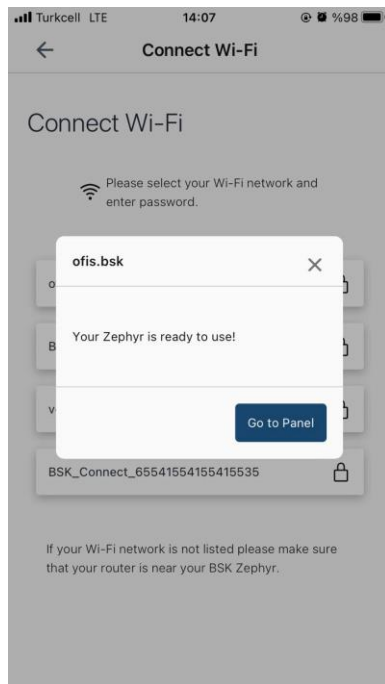 Turkcell LTE 14:07 %98
Connect Wi-Fi
Connect Wi-Fi
Please select your Wi-Fi network and
enter password.
ofis.bsk
o
B
Your Zephyr is ready to use!
v
Go to Panel
BSK_Connect_65541554155415535
If your Wi-Fi network is not listed please make sure
that your router is near your BSK Zephyr.